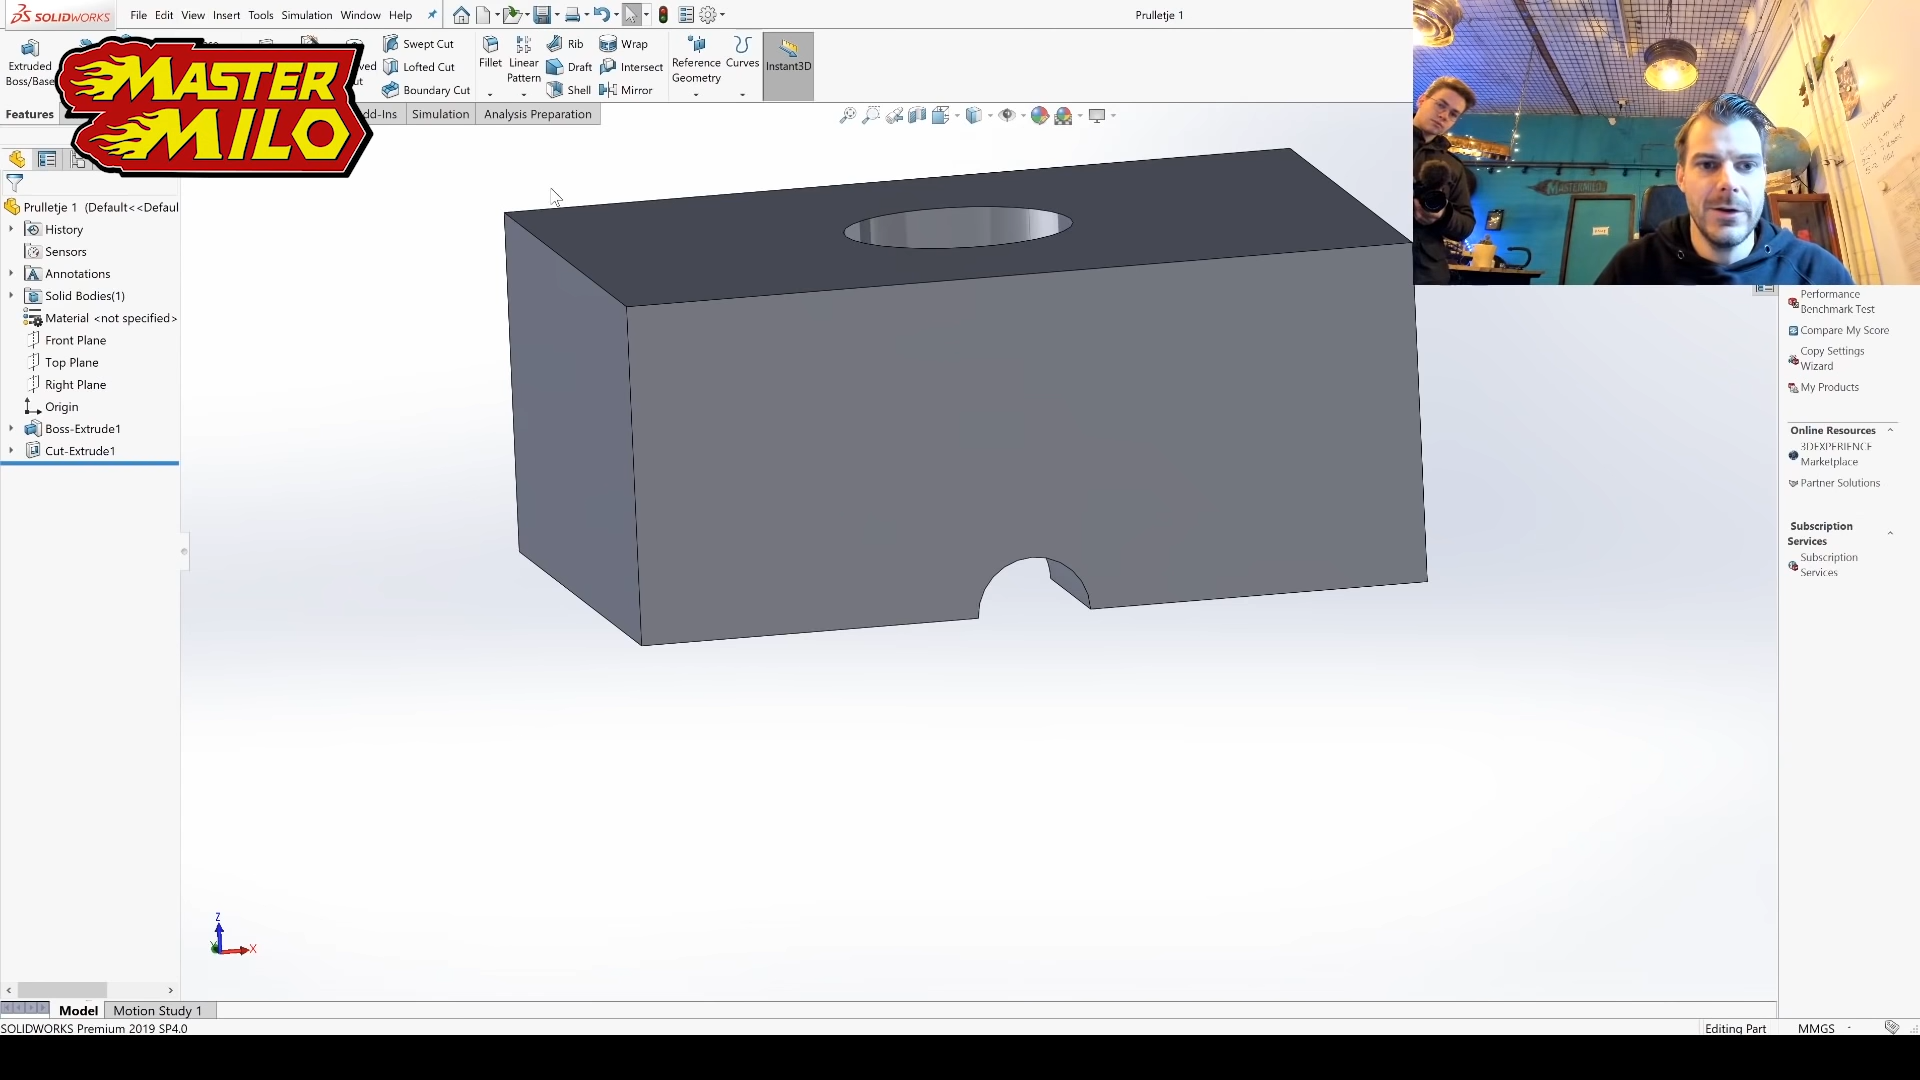 SOLIDWORKS
File Edit View Insert Tools Simulation Window Help
Prulletje 1
Extruded
Boss/Base
Swept Cut
Lofted Cut
Boundary Cut
Fillet
Linear
Pattern
Rib
Draft
Shell
Wrap
Intersect
Mirror
Reference
Geometry
Curves
Instant3D
MASTER
MILO
Features
Simulation
Analysis Preparation
Prulletje 1 (Default<<Defaul
History
Sensors
Annotations
Solid Bodies(1)
Material <not specified>
Front Plane
Top Plane
Right Plane
Origin
Boss-Extrude1
Cut-Extrude1
MASTERMILO
Performance
Benchmark Test
Compare My Score
Copy Settings
Wizard
My Products
Online Resources
3DEXPERIENCE
Marketplace
Partner Solutions
Subscription
Services
Subscription
Services
Z
X
Model
Motion Study 1
SOLIDWORKS Premium 2019 SP4.0
Editing Part
MMGS